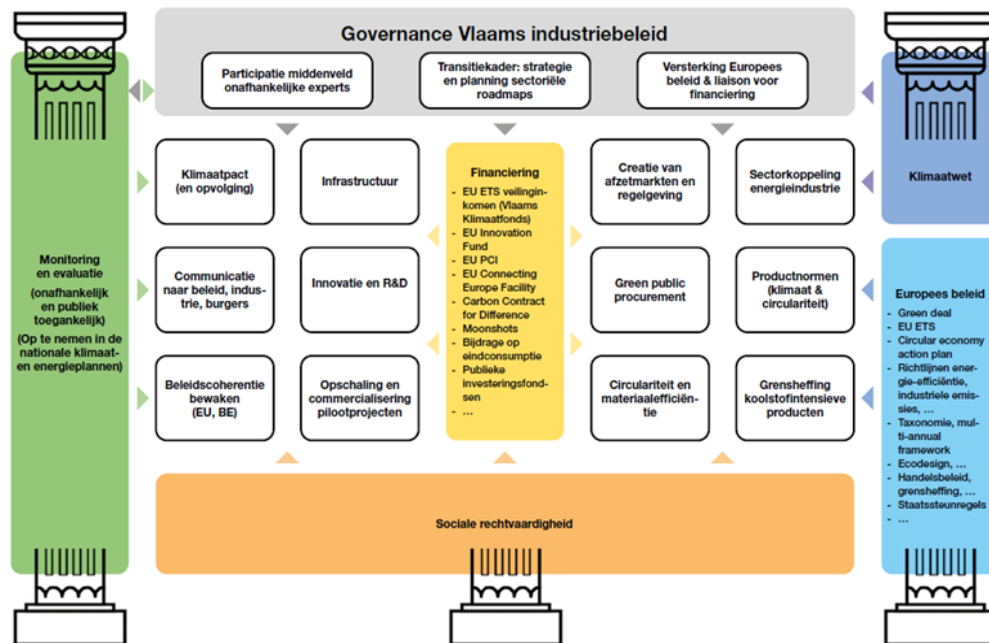 Governance Vlaams industriebeleid
Participatie middenveld
onafhankelijke experts
Transitiekader: strategie
en planning sectoriële
roadmaps
Versterking Europees
beleid & liaison voor
financiering
Klimaatpact
(en opvolging)
Infrastructuur
Communicatie
naar beleid, indus-
trie, burgers
Innovatie en R&D
Beleidscoherentie
bewaken
(EU, BE)
Opschaling en
commercialisering
pilootprojecten
Financiering
- EU ETS veilingin-
komen (Vlaams
Klimaatfonds)
- EU Innovation
Fund
- EU PCI
- EU Connecting
Europe Facility
- Carbon Contract
for Difference
- Moonshots
- Bijdrage op
eindconsumptie
- Publieke
investeringsfond-
sen
- ...
Creatie van
afzetmarkten en
regelgeving
Sectorkoppeling
energieindustrie
Green public
procurement
Productnormen
(klimaat &
circulariteit)
Circulariteit en
materiaalefficiën-
tie
Grensheffing
koolstofintensieve
producten
Monitoring
en evaluatie
(onafhankelijk
en publiek
toegankelijk)
(Op te nemen in de
nationale klimaat-
en energieplannen)
Klimaatwet
Europees beleid
- Green deal
- EU ETS
- Circular economy
action plan
- Richtlijnen ener-
gie-efficiëntie,
industriele emis-
sies, ...
- Taxonomie, mul-
ti-annual
framework
- Ecodesign, ...
- Handelsbeleid,
grensheffing, ...
- Staatssteunregels
- ...
Sociale rechtvaardigheid